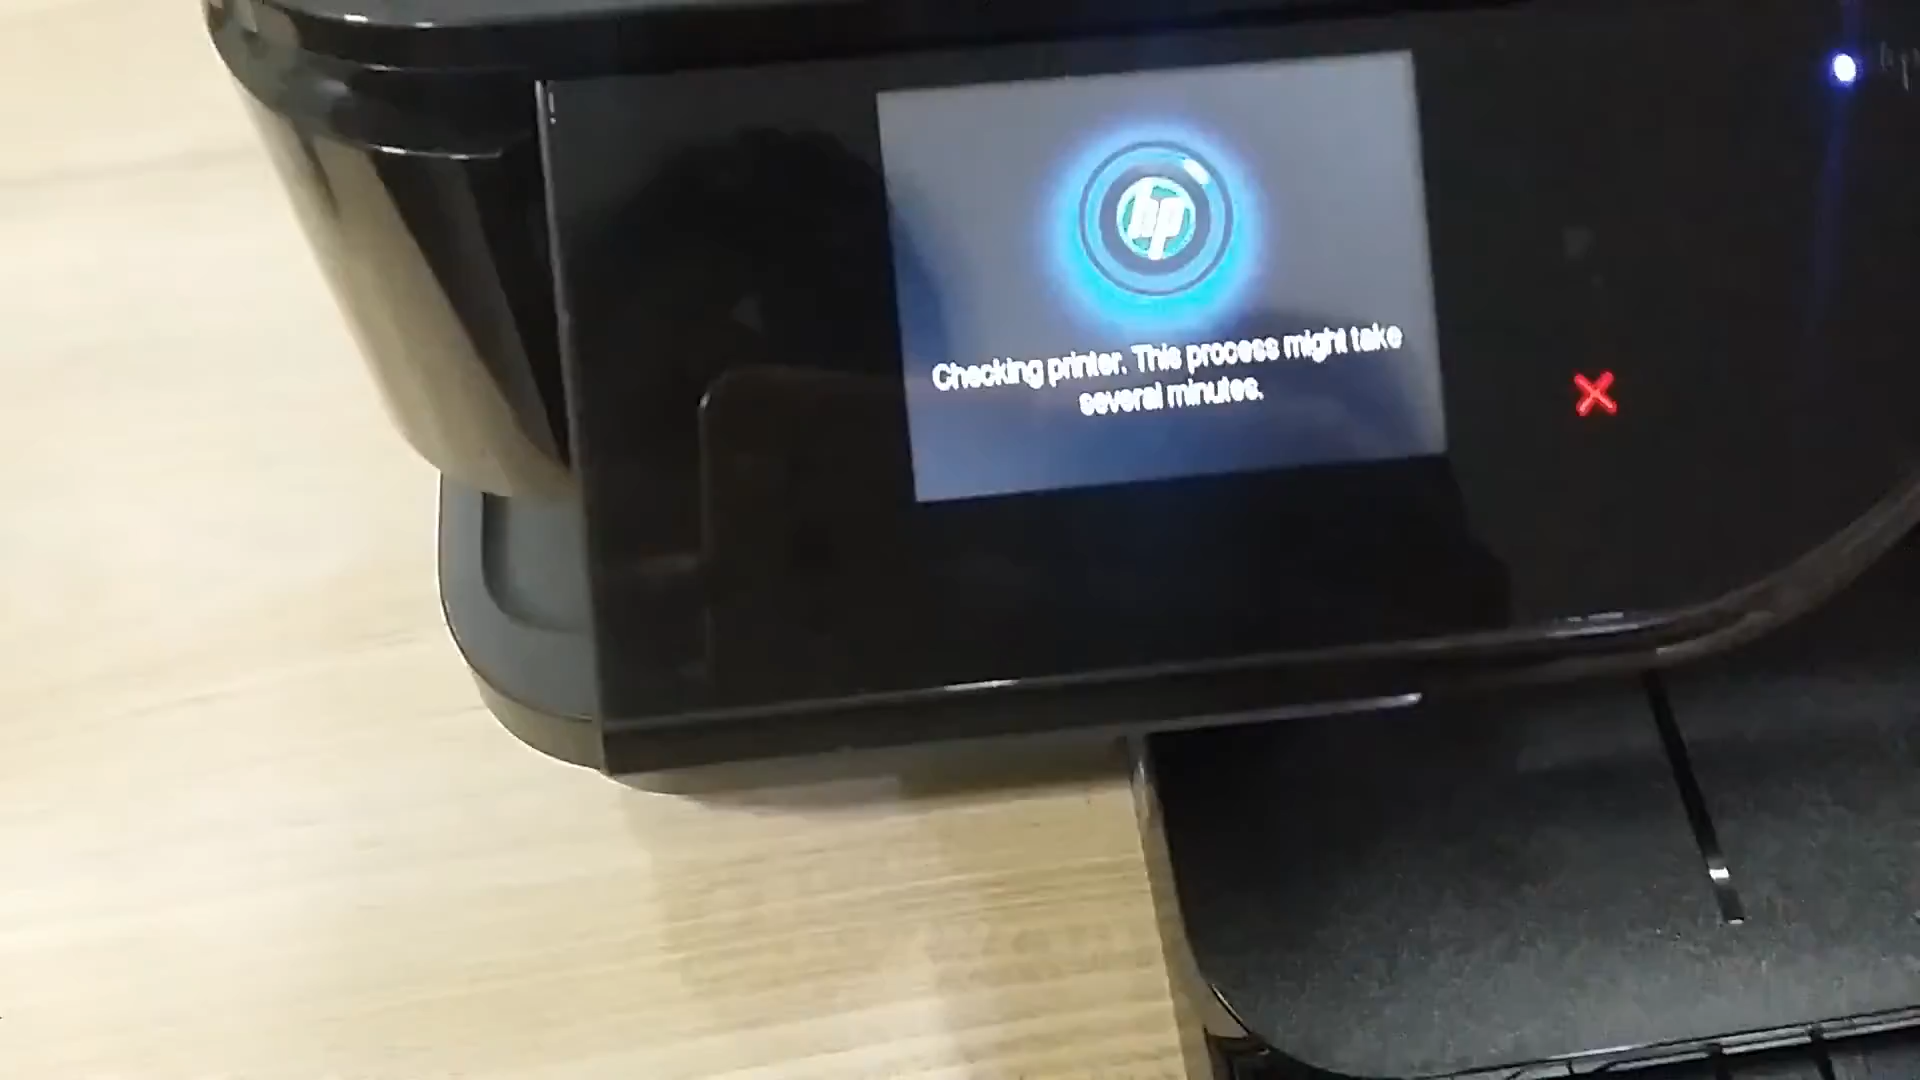 hp
Checking printer. This process might take
several minutes.